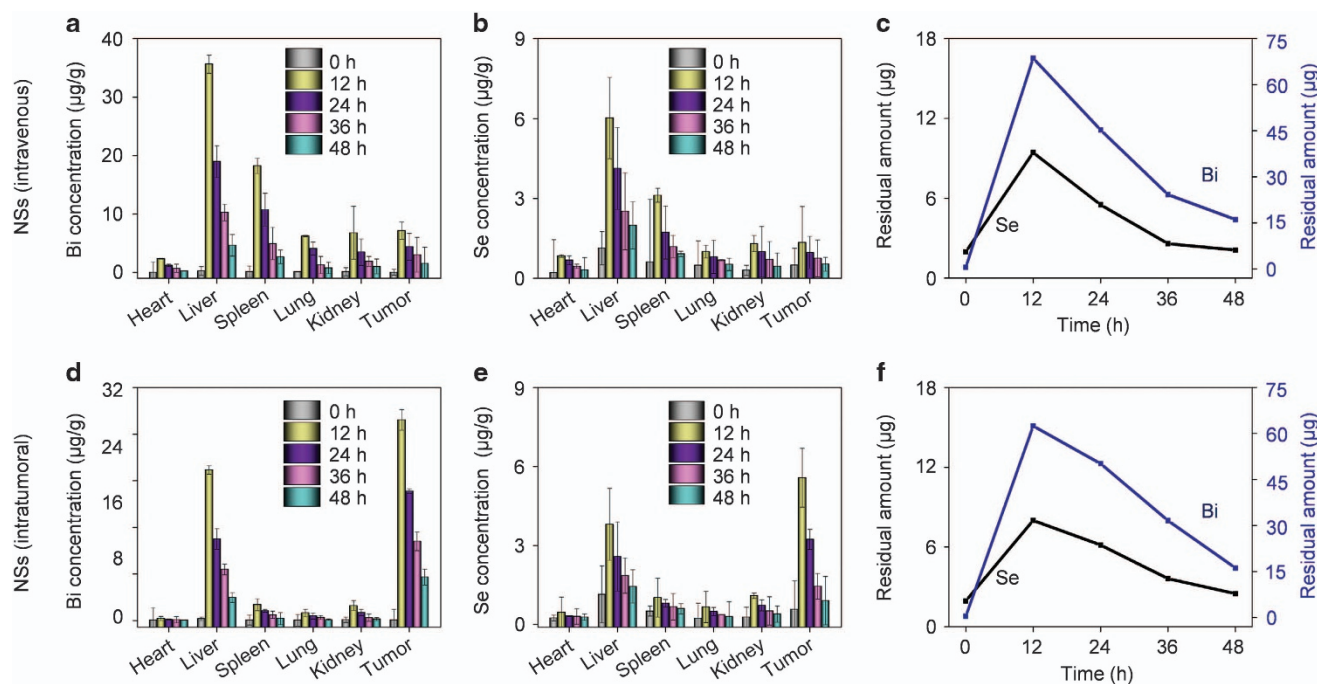 a
NSs (intravenous)
Bi concentration (µg/g)
40
30
20
10
0
0 h
12 h
24 h
36 h
48 h
Heart
Liver
Spleen
Lung
Kidney
Tumor
b
Se concentration (µg/g)
9
6
3
0
0 h
12 h
24 h
36 h
48 h
Heart
Liver
Spleen
Lung
Kidney
Tumor
c
Residual amount (µg)
18
12
6
0
Se
Bi
75
60
45
30
15
0
Residual amount (µg)
0 12 24 36 48
Time (h)
d
NSs (intratumoral)
Bi concentration (µg/g)
32
24
16
8
0
0 h
12 h
24 h
36 h
48 h
Heart
Liver
Spleen
Lung
Kidney
Tumor
e
Se concentration (µg/g)
9
6
3
0
0 h
12 h
24 h
36 h
48 h
Heart
Liver
Spleen
Lung
Kidney
Tumor
f
Residual amount (µg)
18
12
6
0
Se
Bi
75
60
45
30
15
0
Residual amount (µg)
0 12 24 36 48
Time (h)